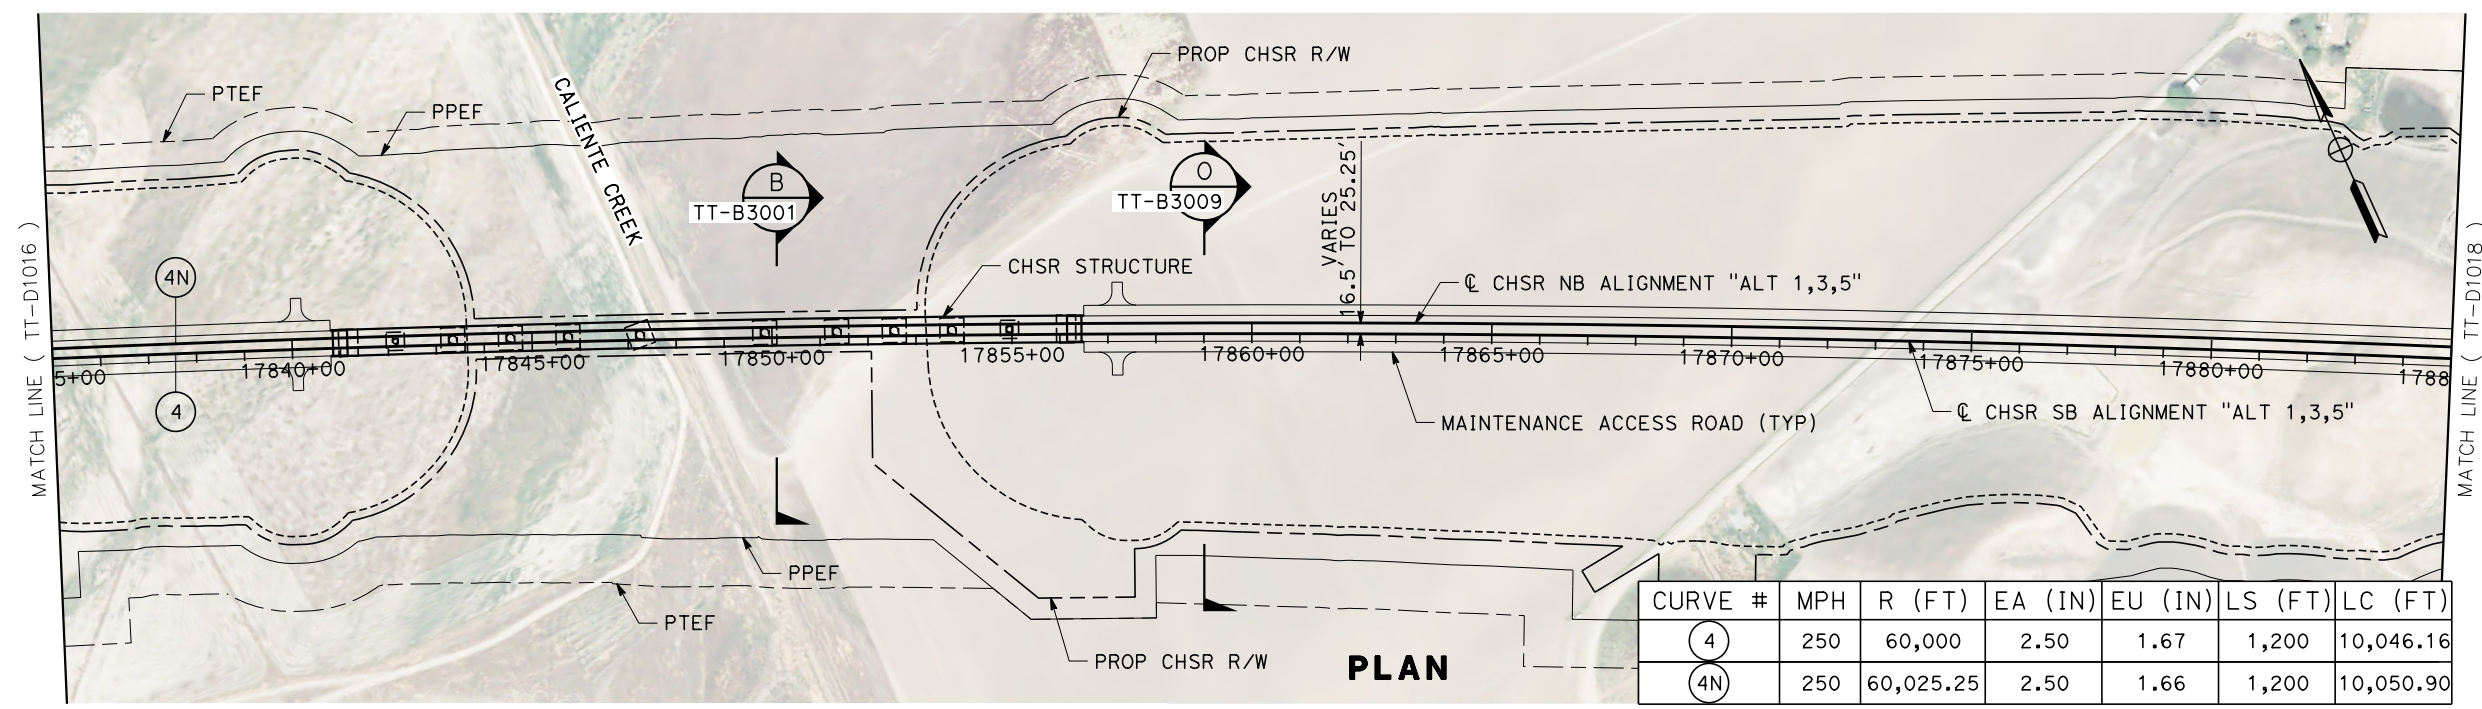 PROP CHSR R/W
PTEF
PPEF
CALIENTE CREEK
B
TT-B3001
O
TT-B3009
VARIES
16.5' TO 25.25'
MATCH LINE ( TT-D1016 )
MATCH LINE ( TT-D1018 )
4N
CHSR STRUCTURE
℄ CHSR NB ALIGNMENT "ALT 1,3,5"
5+00
17840+00
17845+00
17850+00
17855+00
17860+00
17865+00
17870+00
17875+00
17880+00
1788
4
℄ CHSR SB ALIGNMENT "ALT 1,3,5"
MAINTENANCE ACCESS ROAD (TYP)
PPEF
PTEF
PROP CHSR R/W
PLAN
CURVE # MPH R (FT) EA (IN) EU (IN) LS (FT) LC (FT)
4 250 60,000 2.50 1.67 1,200 10,046.16
4N 250 60,025.25 2.50 1.66 1,200 10,050.90